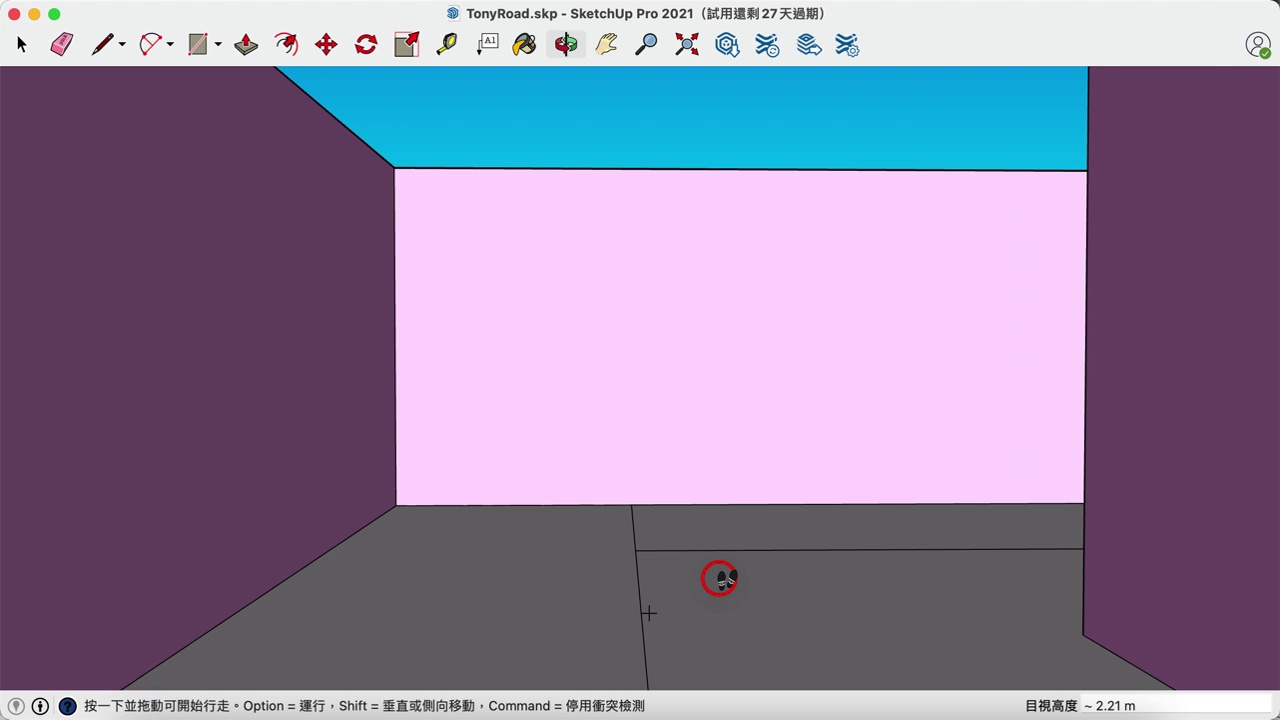 TonyRoad.skp - SketchUp Pro 2021（試用還剩 27 天過期）
A1
按一下並拖動可開始行走。Option = 運行，Shift = 垂直或側向移動，Command = 停用衝突檢測
目視高度 ~ 2.21 m